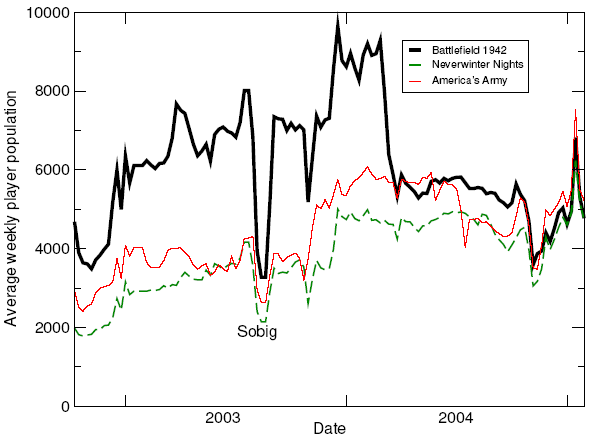 10000
8000
6000
4000
2000
0
Average weekly player population
Battlefield 1942
Neverwinter Nights
America's Army
Sobig
2003
2004
Date